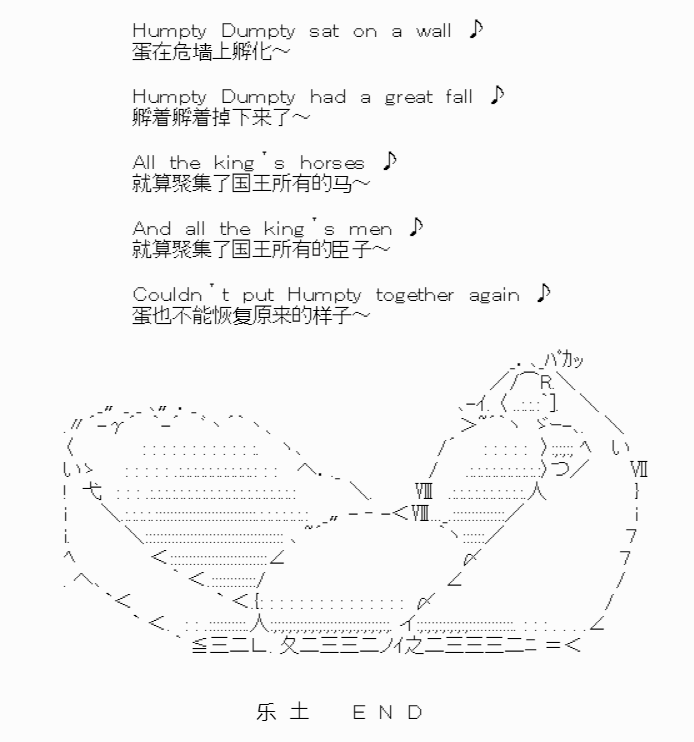 Humpty Dumpty sat on a wall ♪
蛋在危墙上孵化～
Humpty Dumpty had a great fall ♪
孵着孵着掉下来了～
All the king's horses ♪
就算聚集了国王所有的马～
And all the king's men ♪
就算聚集了国王所有的臣子～
Couldn't put Humpty together again ♪
蛋也不能恢复原来的样子～
パカッ
乐土 END